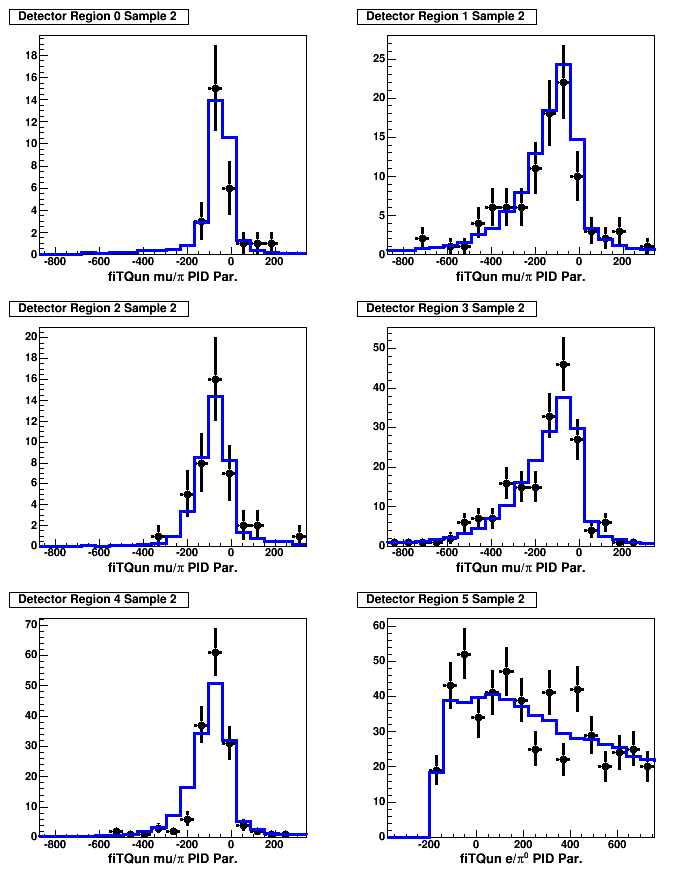 Detector Region 0 Sample 2
18
16
14
12
10
8
6
4
2
0
-800 -600 -400 -200 0 200
fiTQun mu/π PID Par.
Detector Region 1 Sample 2
25
20
15
10
5
0
-800 -600 -400 -200 0 200
fiTQun mu/π PID Par.
Detector Region 2 Sample 2
20
18
16
14
12
10
8
6
4
2
0
-800 -600 -400 -200 0 200
fiTQun mu/π PID Par.
Detector Region 3 Sample 2
50
40
30
20
10
0
-800 -600 -400 -200 0 200
fiTQun mu/π PID Par.
Detector Region 4 Sample 2
70
60
50
40
30
20
10
0
-800 -600 -400 -200 0 200
fiTQun mu/π PID Par.
Detector Region 5 Sample 2
60
50
40
30
20
10
0
-200 0 200 400 600
fiTQun e/π⁰ PID Par.